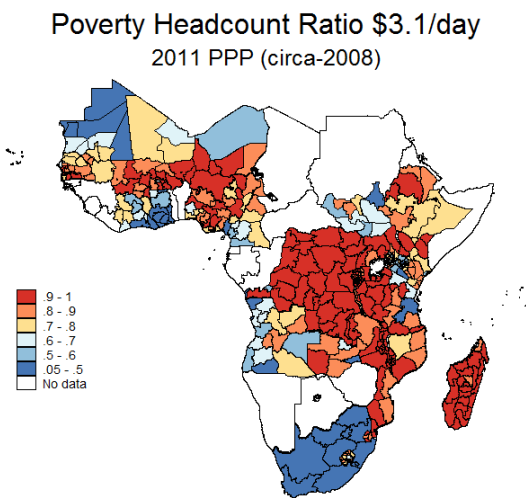 Poverty Headcount Ratio $3.1/day
2011 PPP (circa-2008)
.9 - 1
.8 - .9
.7 - .8
.6 - .7
.5 - .6
.05 - .5
No data